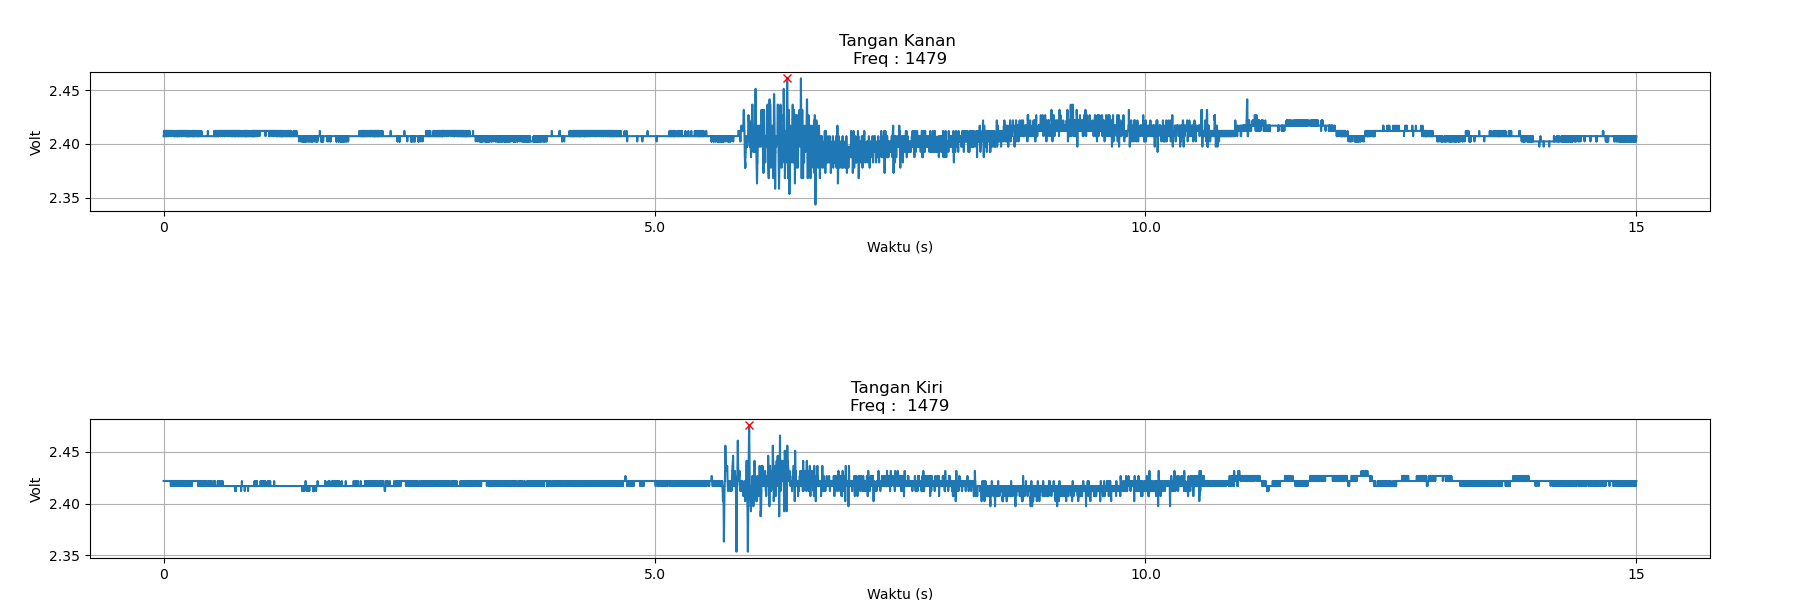 Tangan Kanan
Freq : 1479
2.45
2.40
2.35
Volt
0 5.0 10.0 15
Waktu (s)
Tangan Kiri
Freq :  1479
2.45
2.40
2.35
Volt
0 5.0 10.0 15
Waktu (s)